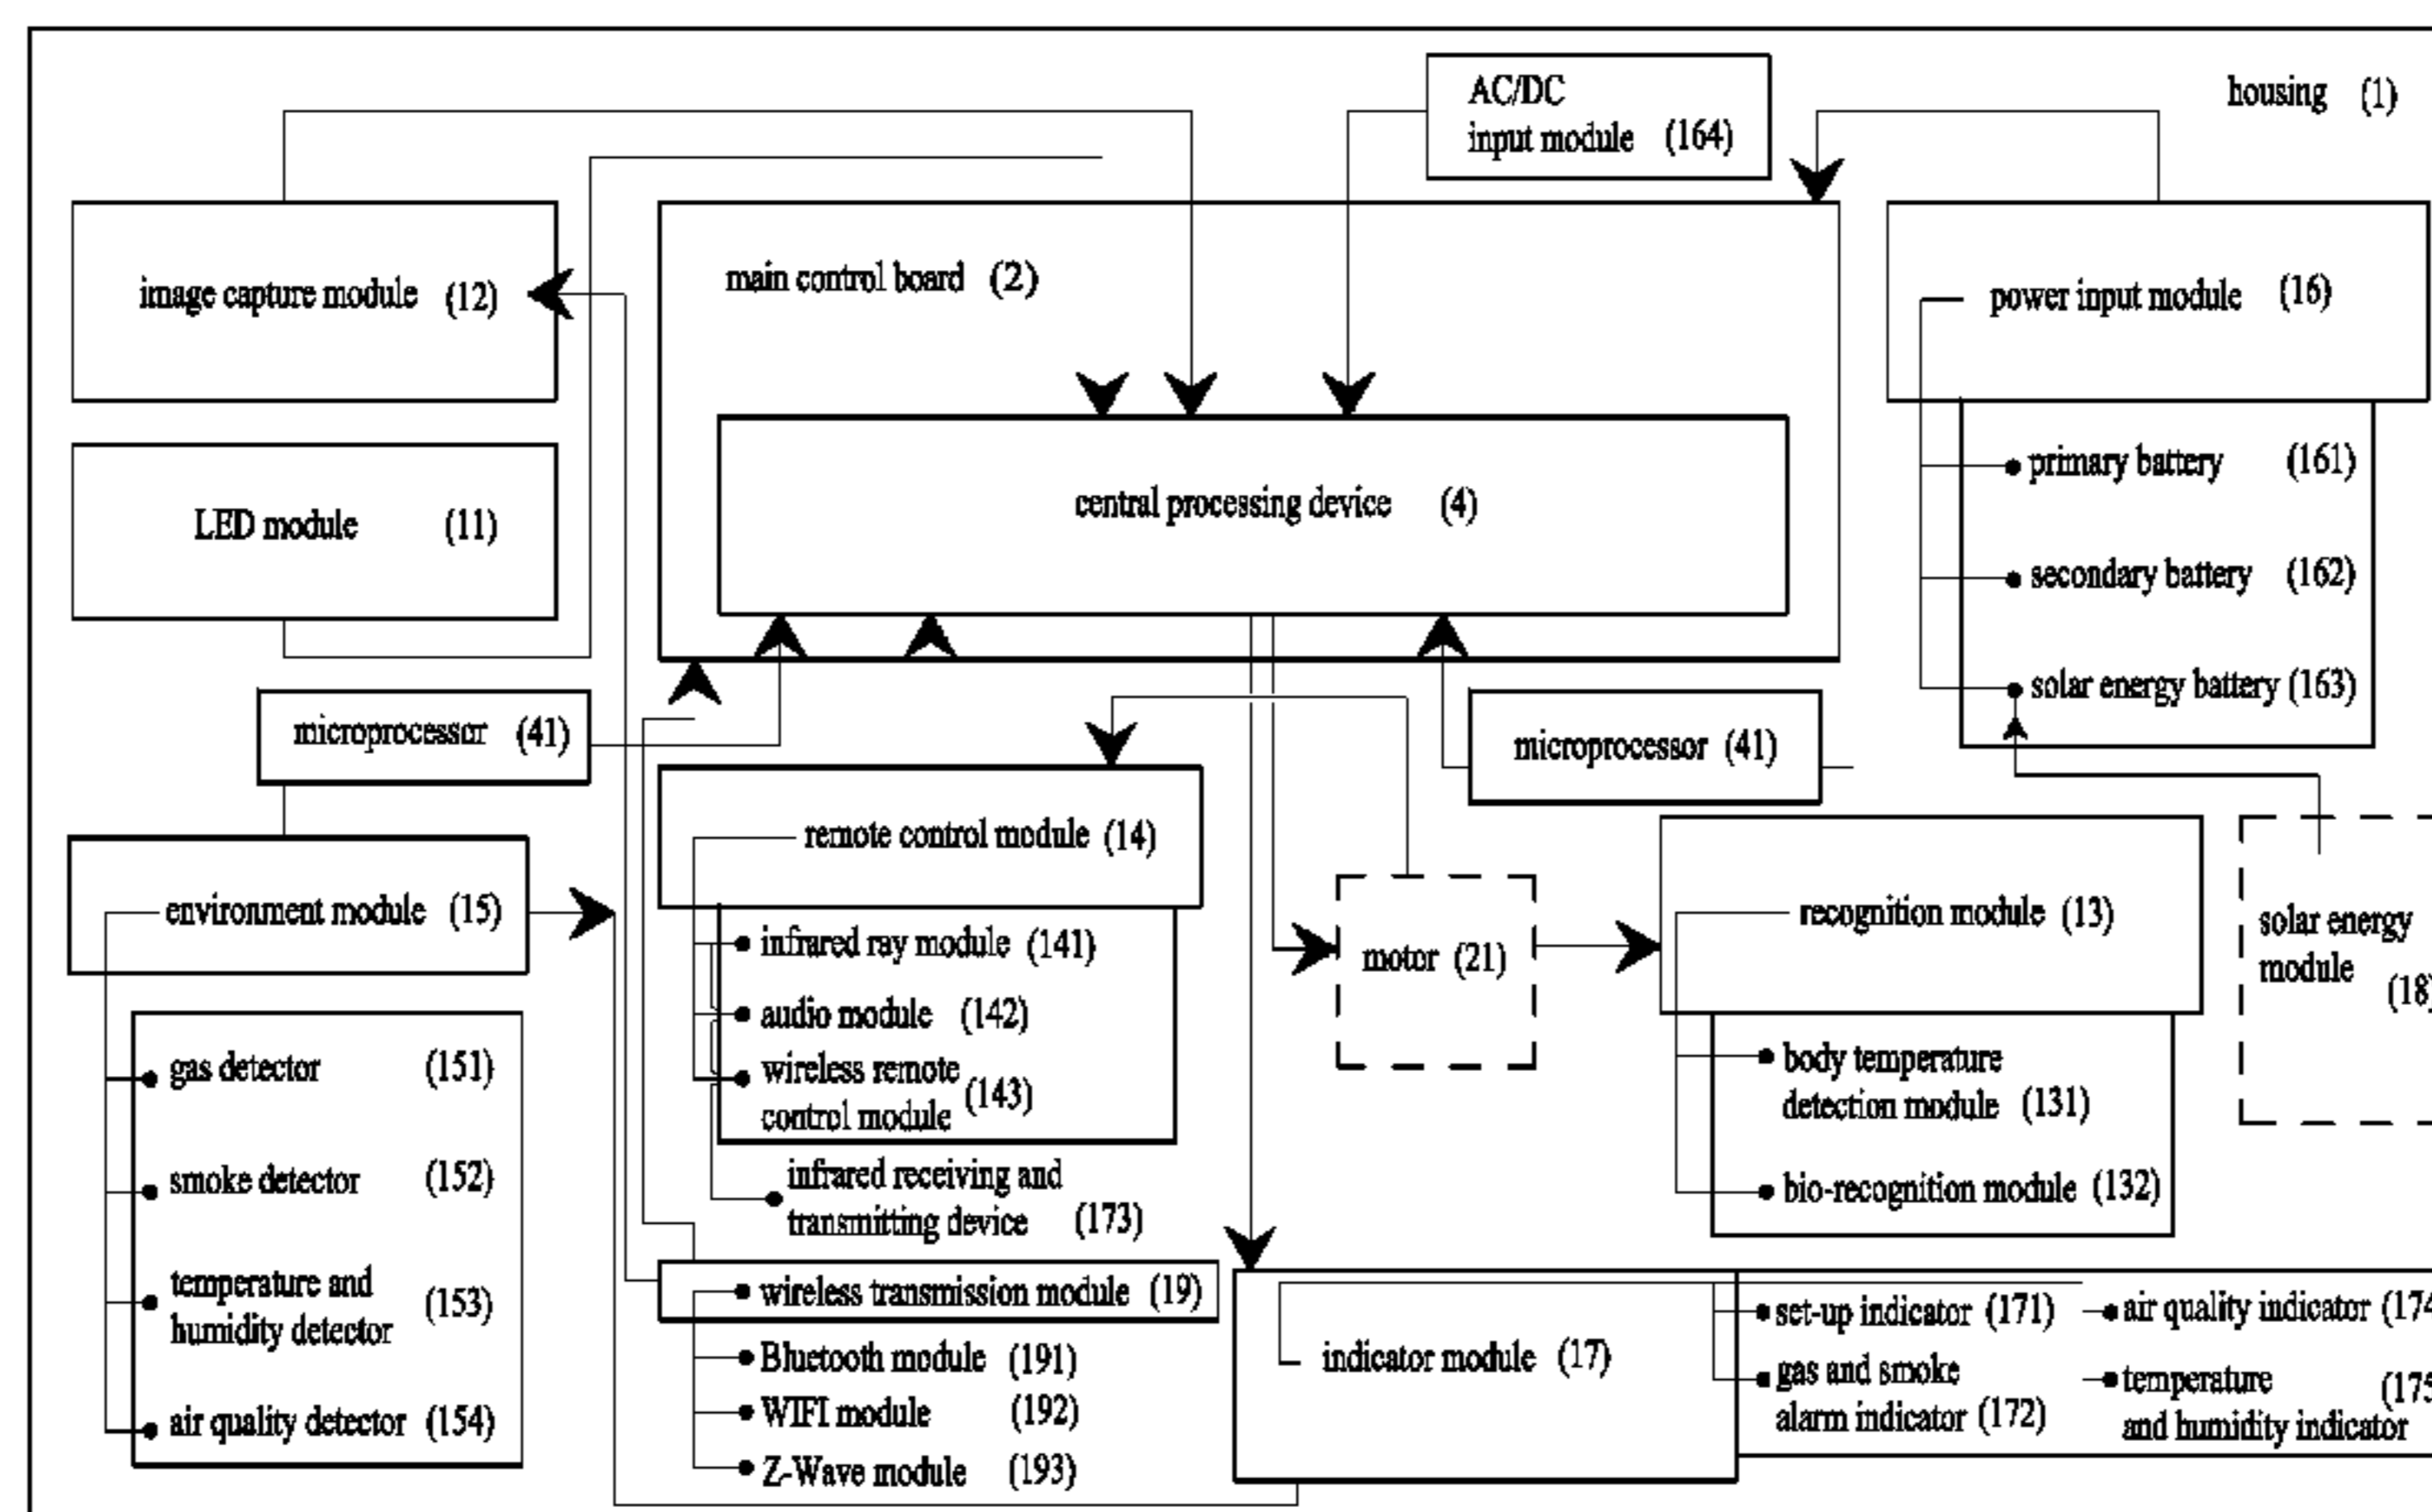 AC/DC
input module (164)
housing (1)
image capture module (12)
main control board (2)
power input module (16)
LED module (11)
central processing device (4)
primary battery (161)
secondary battery (162)
solar energy battery (163)
microprocessor (41)
microprocessor (41)
environment module (15)
gas detector (151)
smoke detector (152)
temperature and
humidity detector (153)
air quality detector (154)
remote control module (14)
infrared ray module (141)
audio module (142)
wireless remote
control module (143)
infrared receiving and
transmitting device (173)
wireless transmission module (19)
Bluetooth module (191)
WIFI module (192)
Z-Wave module (193)
motor (21)
recognition module (13)
body temperature
detection module (131)
bio-recognition module (132)
solar energy
module
(18)
indicator module (17)
set-up indicator (171)
gas and smoke
alarm indicator (172)
air quality indicator (174
temperature (175
and humidity indicator